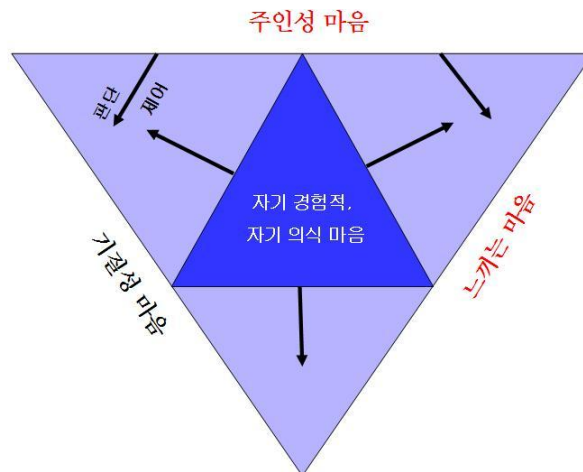 주인성 마음
판단
제어
자기 경험적,
자기 의식 마음
기질성 마음
느끼는 마음